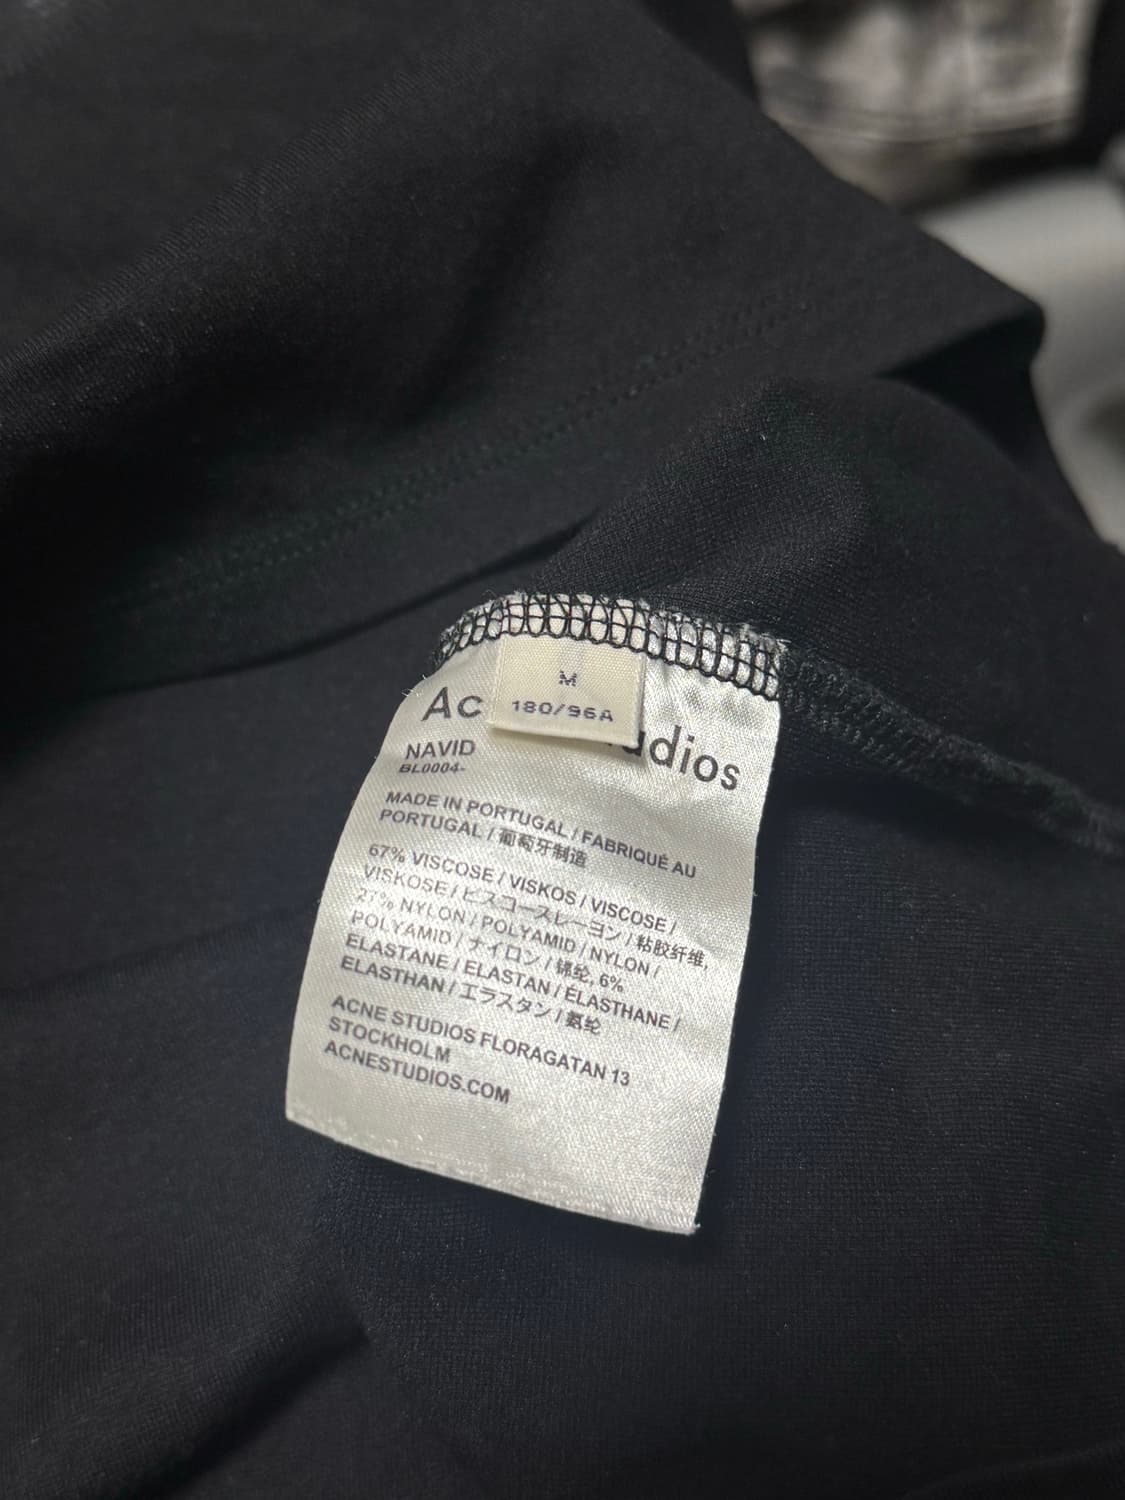 M
180/96A
Ac udios
NAVID
BL0004-
MADE IN PORTUGAL / FABRIQUÉ AU
PORTUGAL / 葡萄牙制造
67% VISCOSE / VISKOS / VISCOSE /
VISKOSE / ビスコースレーヨン / 粘胶纤维,
27% NYLON / POLYAMID / NYLON /
POLYAMID / ナイロン / 锦纶, 6%
ELASTANE / ELASTAN / ÉLASTHANE /
ELASTHAN / エラスタン / 氨纶
ACNE STUDIOS FLORAGATAN 13
STOCKHOLM
ACNESTUDIOS.COM